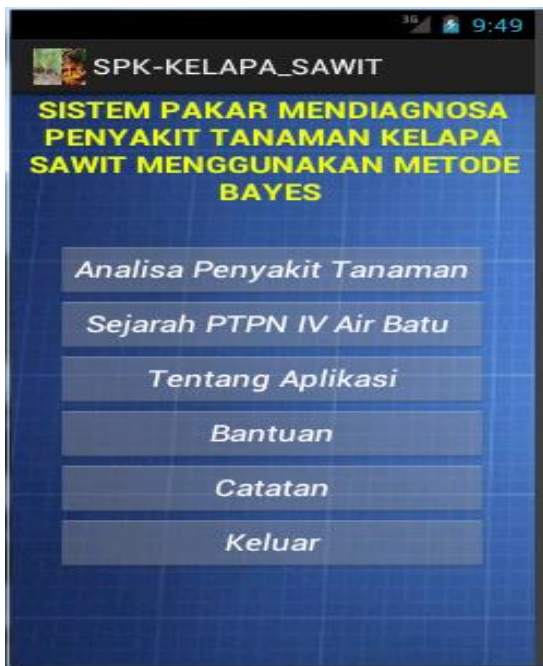 3G 9:49
SPK-KELAPA_SAWIT
SISTEM PAKAR MENDIAGNOSA
PENYAKIT TANAMAN KELAPA
SAWIT MENGGUNAKAN METODE
BAYES
Analisa Penyakit Tanaman
Sejarah PTPN IV Air Batu
Tentang Aplikasi
Bantuan
Catatan
Keluar